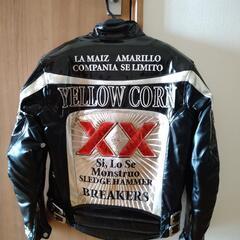 LA MAIZ AMARILLO
COMPANIA SE LIMITO
YELLOW CORN
XX
Si, Lo Se
Monstruo
SLEDGE HAMMER
BREAKERS